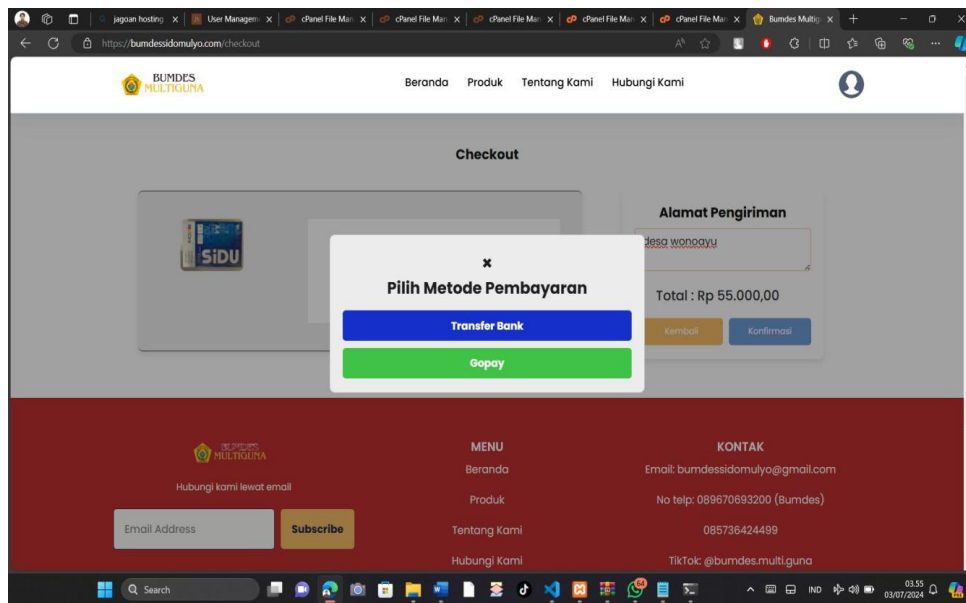 jagoan hosting
User Managem
cPanel File Man
cPanel File Man
cPanel File Man
cPanel File Man
cPanel File Man
Bumdes Multig
https://bumdessidomulyo.com/checkout
BUMDES
MULTIGUNA
Beranda Produk Tentang Kami Hubungi Kami
Checkout
SiDU
Alamat Pengiriman
desa wonoayu
Total : Rp 55.000,00
Kembali Konfirmasi
Pilih Metode Pembayaran
Transfer Bank
Gopay
BUMDES
MULTIGUNA
Hubungi kami lewat email
Email Address Subscribe
MENU
Beranda
Produk
Tentang Kami
Hubungi Kami
KONTAK
Email: bumdessidomulyo@gmail.com
No telp: 089670693200 (Bumdes)
085736424499
TikTok: @bumdes.multi.guna
Search
IND
03.55
03/07/2024